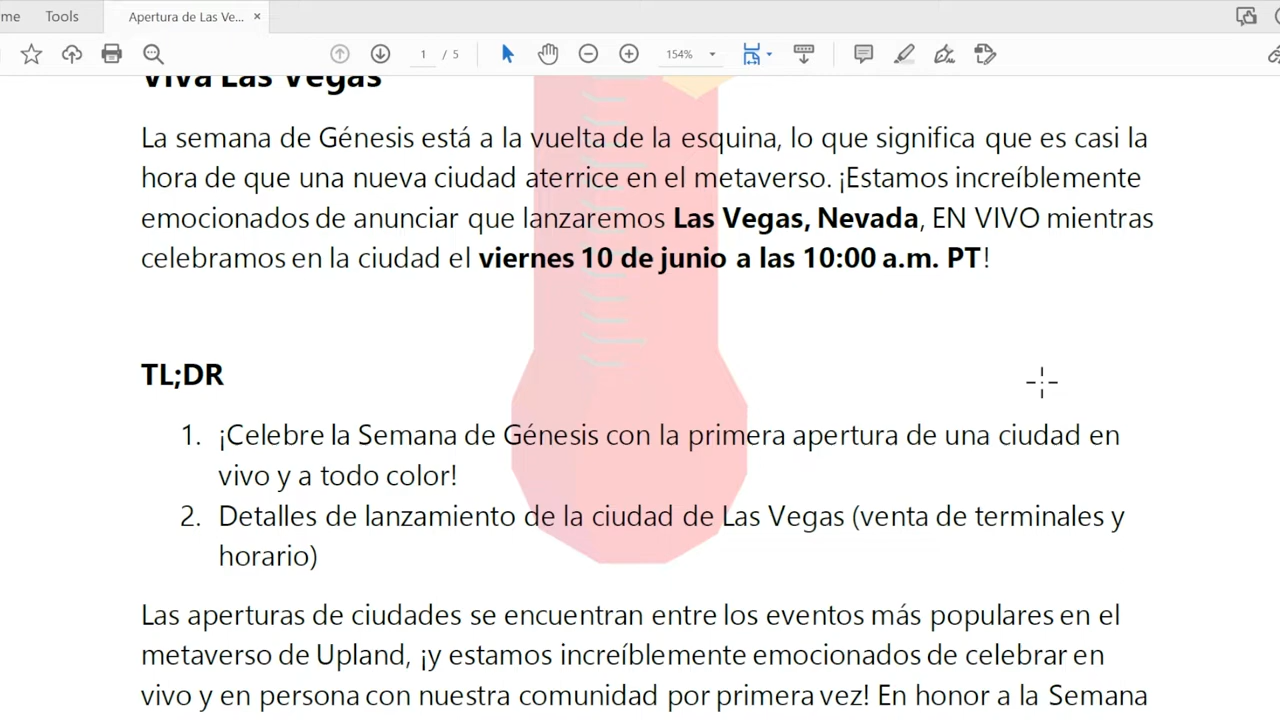 me Tools Apertura de Las Ve... ×
1 / 5 154%
Viva Las Vegas
La semana de Génesis está a la vuelta de la esquina, lo que significa que es casi la
hora de que una nueva ciudad aterrice en el metaverso. ¡Estamos increíblemente
emocionados de anunciar que lanzaremos Las Vegas, Nevada, EN VIVO mientras
celebramos en la ciudad el viernes 10 de junio a las 10:00 a.m. PT!
TL;DR
1. ¡Celebre la Semana de Génesis con la primera apertura de una ciudad en
vivo y a todo color!
2. Detalles de lanzamiento de la ciudad de Las Vegas (venta de terminales y
horario)
Las aperturas de ciudades se encuentran entre los eventos más populares en el
metaverso de Upland, ¡y estamos increíblemente emocionados de celebrar en
vivo y en persona con nuestra comunidad por primera vez! En honor a la Semana